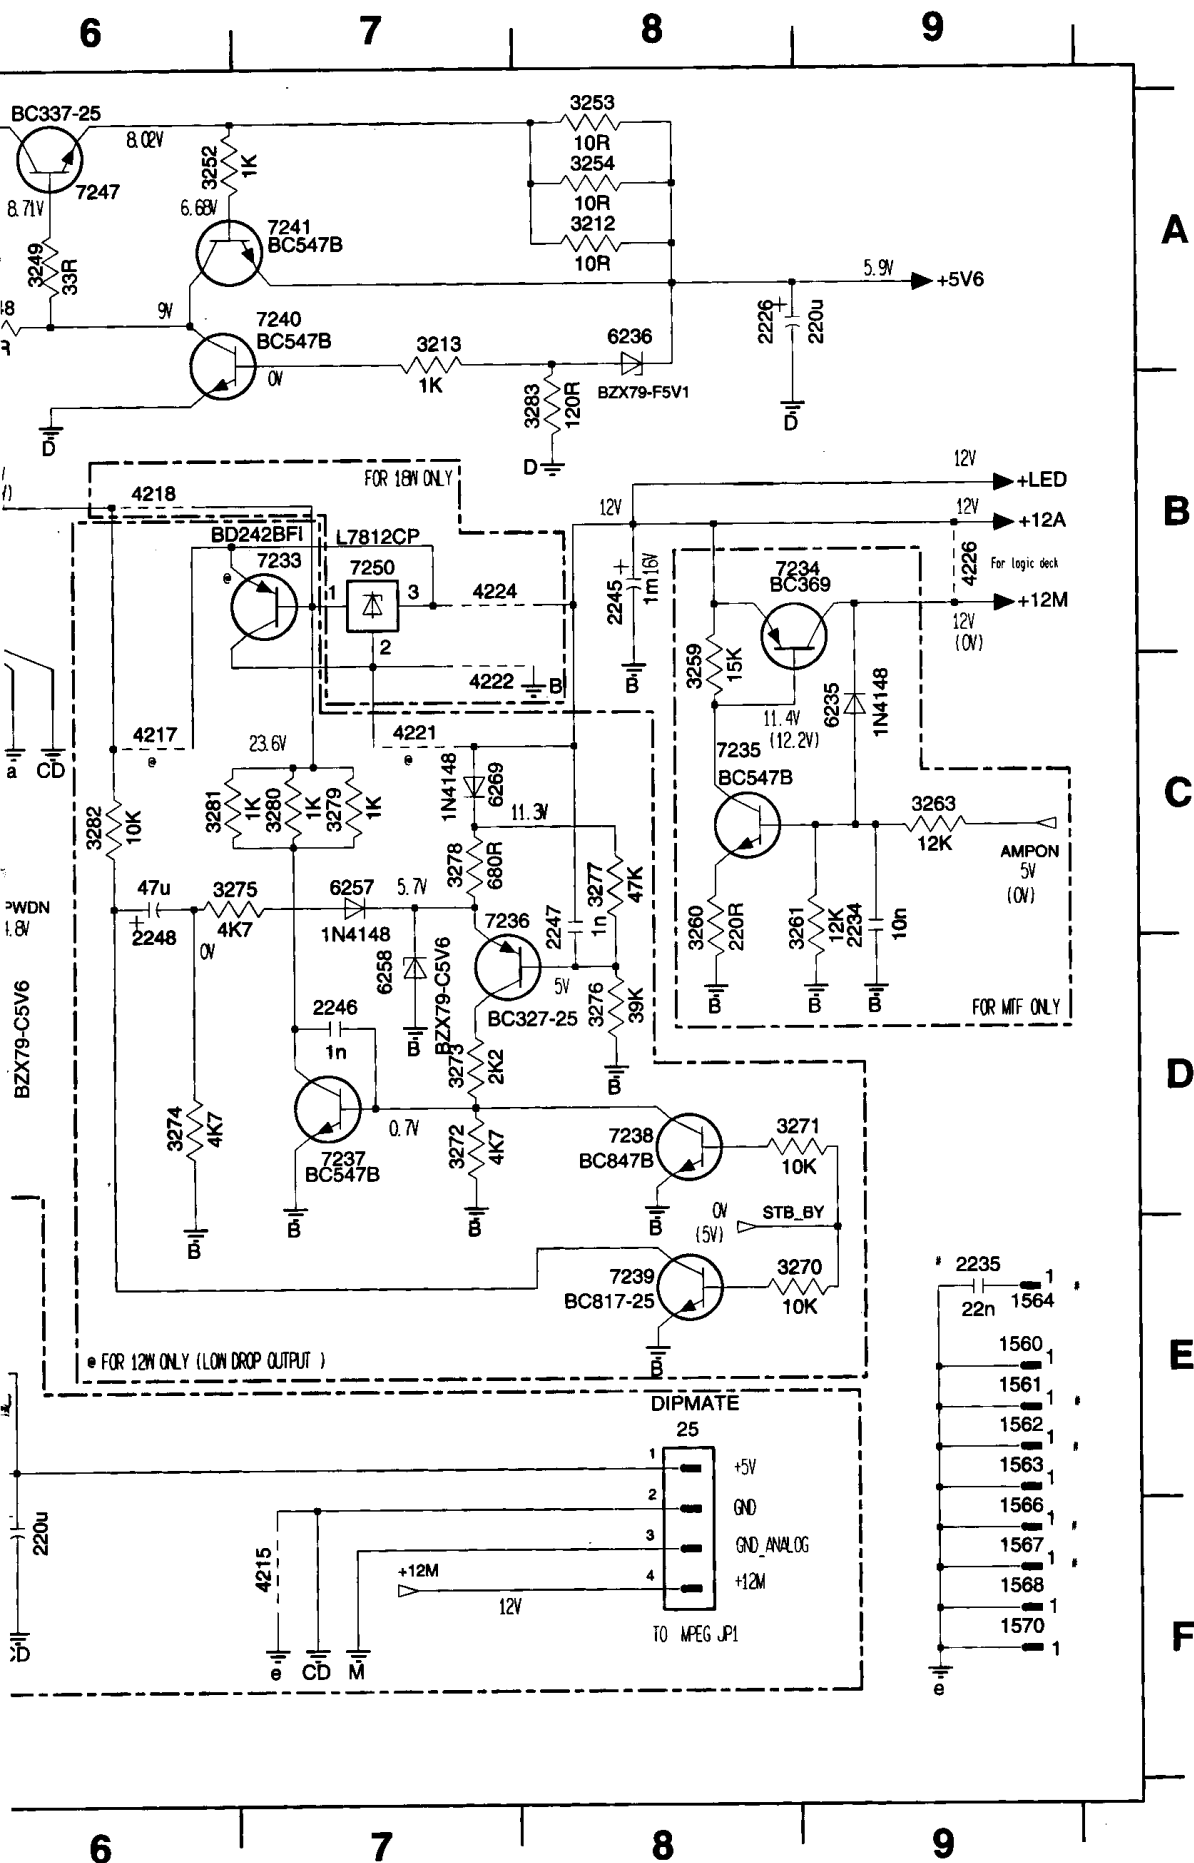 6 7 8 9
BC337-25
8.02V
7247
8.71V
3252
1K
6.68V
3249
33R
7241
BC547B
9V
7240
BC547B
0V
3253
10R
3254
10R
3212
10R
3213
1K
6236
BZX79-F5V1
3283
120R
5.9V
+5V6
2226
+
220u
D
D
D
A
FOR 18W ONLY
4218
BD242BFI
7233
@
L7812CP
7250
1
3
2
4224
4222
B
12V
12V
+LED
12V
+12A
4226
For logic deck
+12M
12V
(0V)
2245
+
1m
16V
B
7234
BC369
3259
15K
11.4V
(12.2V)
6235
1N4148
B
a
CD
4217
@
23.6V
4221
@
3282
10K
3281
1K
3280
1K
3279
1K
1N4148
6269
11.3V
3278
680R
3277
47K
7235
BC547B
3263
12K
AMPON
5V
(0V)
C
PWDN
47u
+
2248
3275
4K7
0V
6257
1N4148
5.7V
7236
BC327-25
2247
1n
5V
3260
220R
3261
12K
2234
10n
B
B
B
FOR MTF ONLY
BZX79-C5V6
6258
BZX79-C5V6
B
2246
1n
3273
2K2
3276
39K
B
D
3274
4K7
B
7237
BC547B
B
0.7V
3272
4K7
B
7238
BC847B
B
3271
10K
0V
(5V)
STB_BY
7239
BC817-25
B
3270
10K
@ FOR 12W ONLY (LOW DROP OUTPUT )
# 2235
22n
1
1564
#
1560
1
1561
1 #
1562
1 #
1563
1
1566
1 #
1567
1 #
1568
1
1570
1
e
E
DIPMATE
25
1 +5V
2 GND
3 GND_ANALOG
4 +12M
TO MPEG JP1
220u
4215
+12M
12V
e CD M
F
6 7 8 9